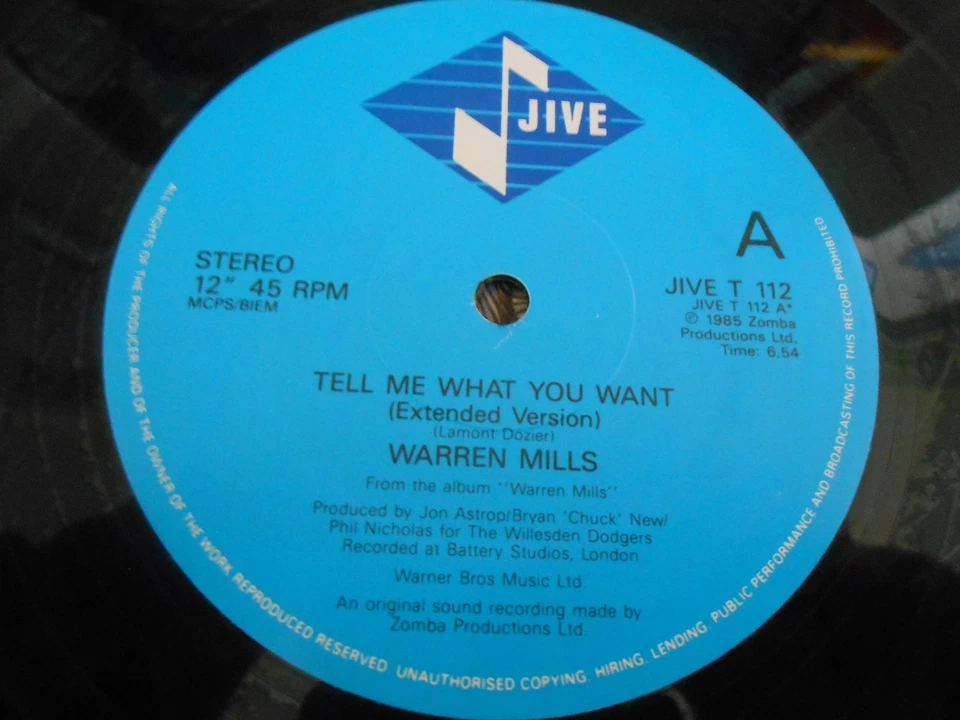 JIVE
A
STEREO
12" 45 RPM
MCPS/BIEM
JIVE T 112
JIVE T 112 A*
℗ 1985 Zomba
Productions Ltd.
Time: 6.54
TELL ME WHAT YOU WANT
(Extended Version)
(Lamont Dozier)
WARREN MILLS
From the album "Warren Mills"
Produced by Jon Astrop/Bryan 'Chuck' New/
Phil Nicholas for The Willesden Dodgers
Recorded at Battery Studios, London
Warner Bros Music Ltd.
An original sound recording made by
Zomba Productions Ltd.
ALL RIGHTS OF THE PRODUCER AND OF THE OWNER OF THE WORK REPRODUCED RESERVED UNAUTHORISED COPYING. HIRING. LENDING. PUBLIC PERFORMANCE AND BROADCASTING OF THIS RECORD PROHIBITED